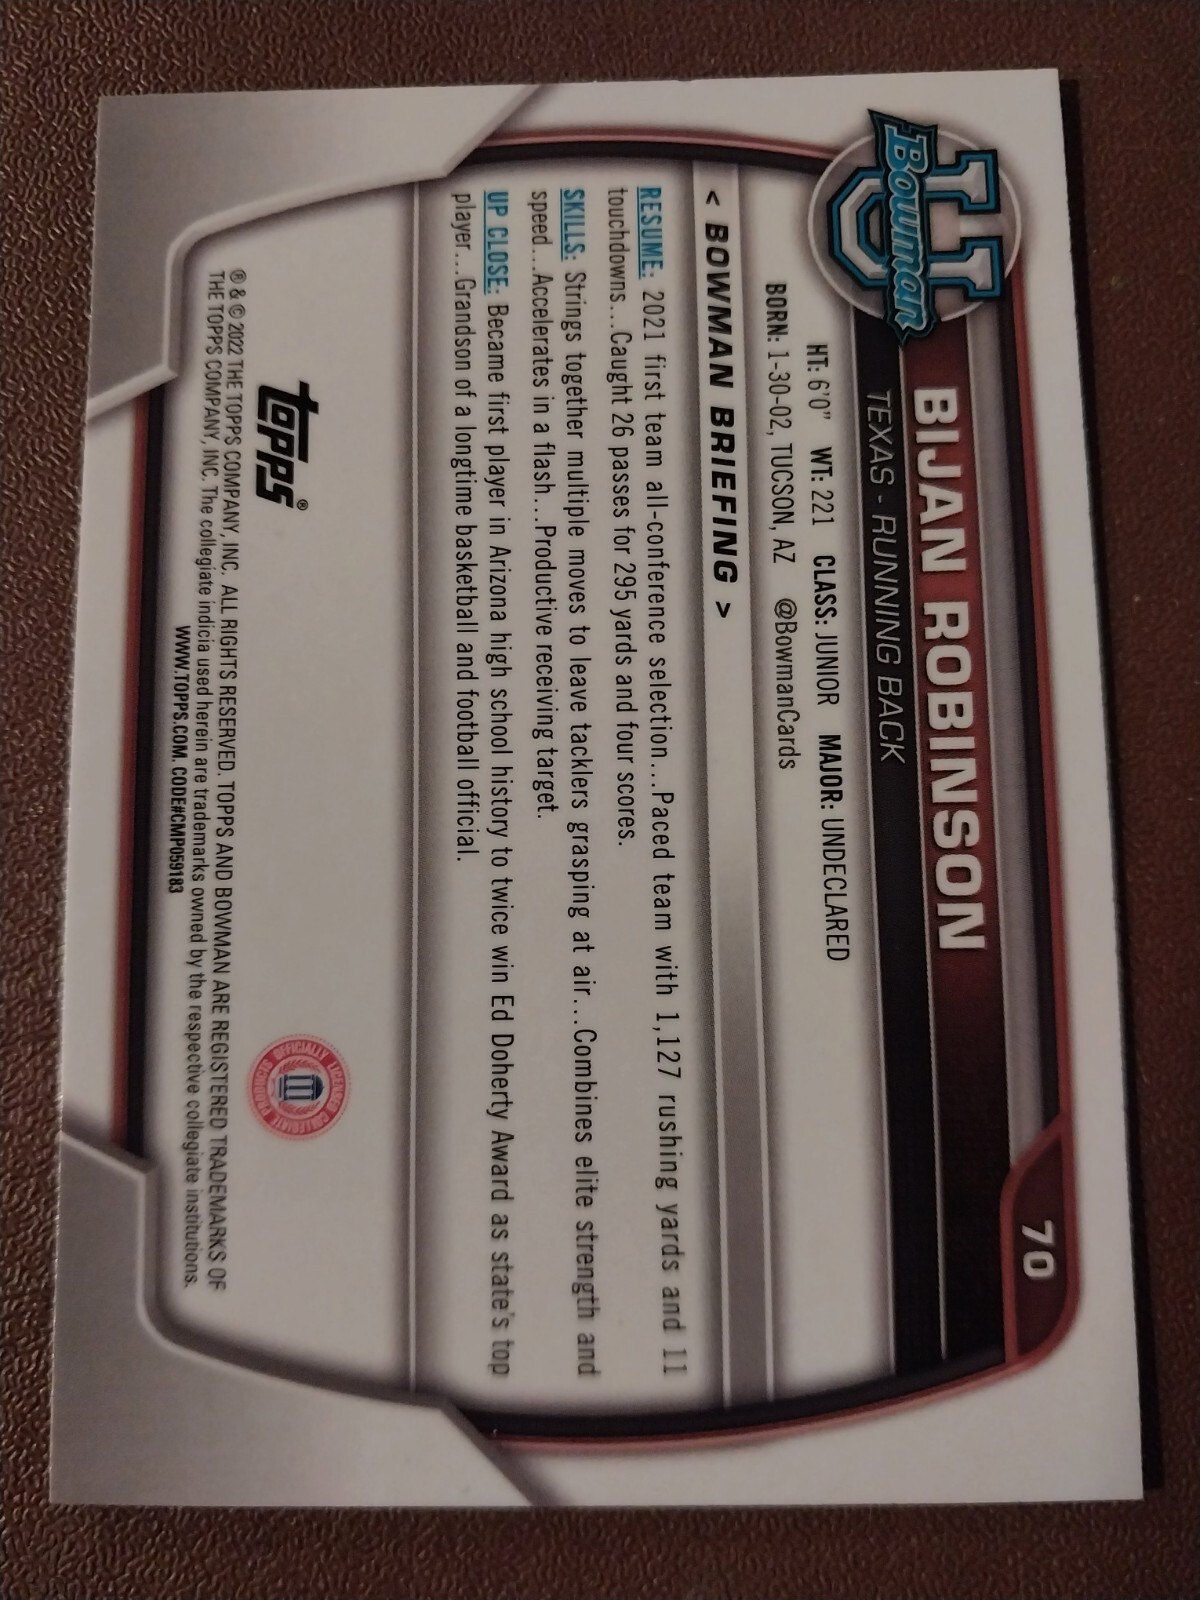 70
U
Bowman
BIJAN ROBINSON
TEXAS - RUNNING BACK
HT: 6'0" WT: 221 CLASS: JUNIOR MAJOR: UNDECLARED
BORN: 1-30-02, TUCSON, AZ @BowmanCards
< BOWMAN BRIEFING >
RESUME: 2021 first team all-conference selection...Paced team with 1,127 rushing yards and 11
touchdowns...Caught 26 passes for 295 yards and four scores.
SKILLS: Strings together multiple moves to leave tacklers grasping at air...Combines elite strength and
speed...Accelerates in a flash...Productive receiving target.
UP CLOSE: Became first player in Arizona high school history to twice win Ed Doherty Award as state's top
player...Grandson of a longtime basketball and football official.
topps®
OFFICIALLY LICENSED COLLEGIATE PRODUCTS
® & © 2022 THE TOPPS COMPANY, INC. ALL RIGHTS RESERVED. TOPPS AND BOWMAN ARE REGISTERED TRADEMARKS OF
THE TOPPS COMPANY, INC. The collegiate indicia used herein are trademarks owned by the respective collegiate institutions.
WWW.TOPPS.COM. CODE#CMP059183